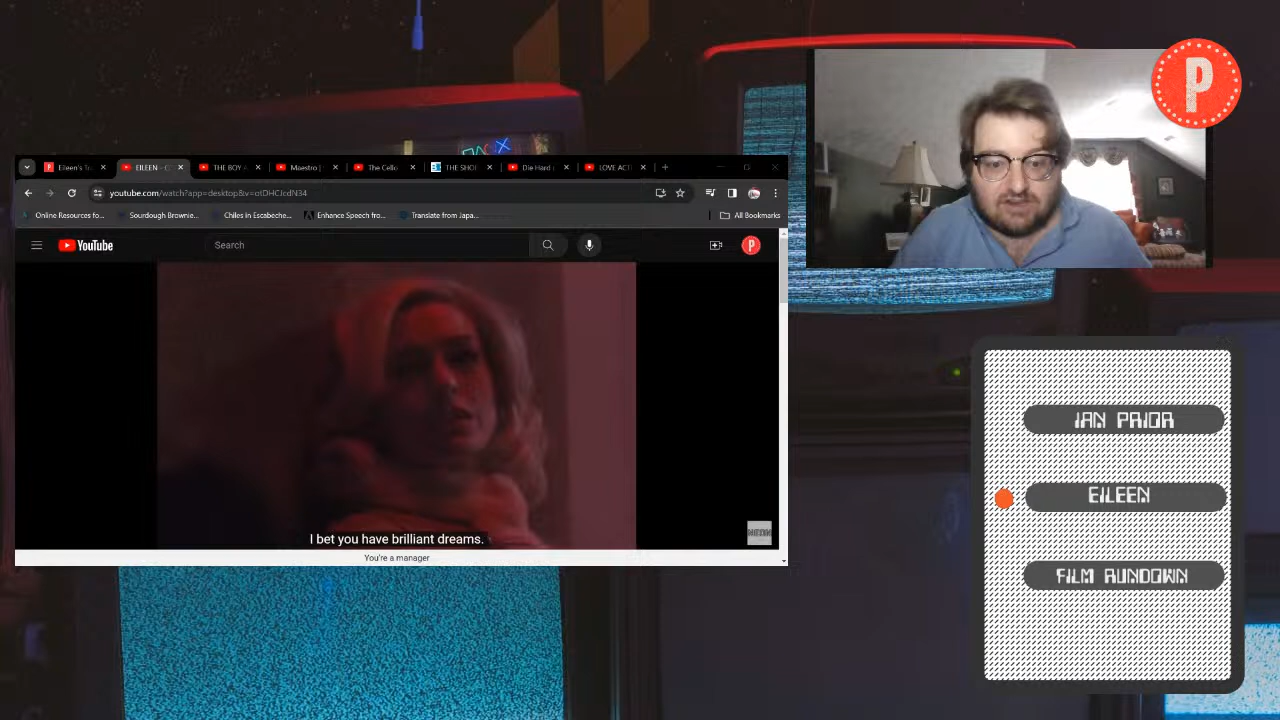 P
Eileen's Tr
EILEEN – C
THE BOY A
Maestro |
The Cello
THE SHOI
Die Hard
LOVE ACT
youtube.com/watch?app=desktop&v=oIDHCJcdN34
Online Resources fo...
Sourdough Brownie...
Chiles in Escabeche...
Enhance Speech fro...
Translate from Japa...
All Bookmarks
YouTube
Search
P
I bet you have brilliant dreams.
You're a manager
IAN PRIOR
EILEEN
FILM RUNDOWN